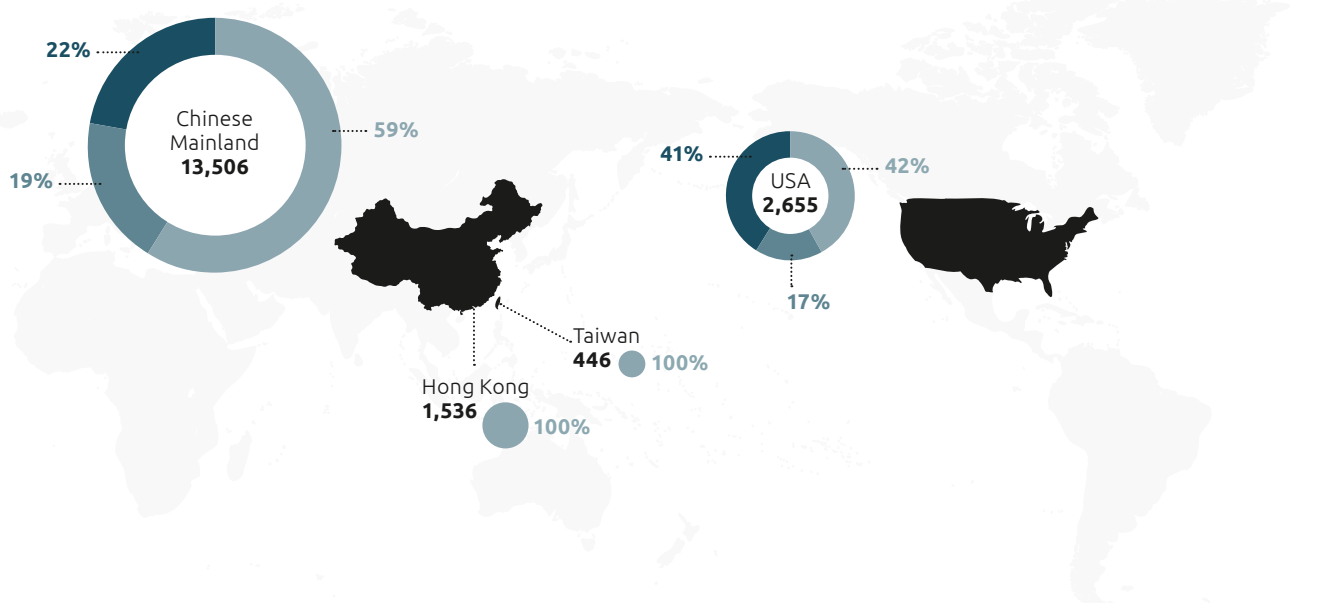 22%
Chinese
Mainland
13,506
59%
19%
41%
USA
2,655
42%
17%
Taiwan
446 100%
Hong Kong
1,536
100%